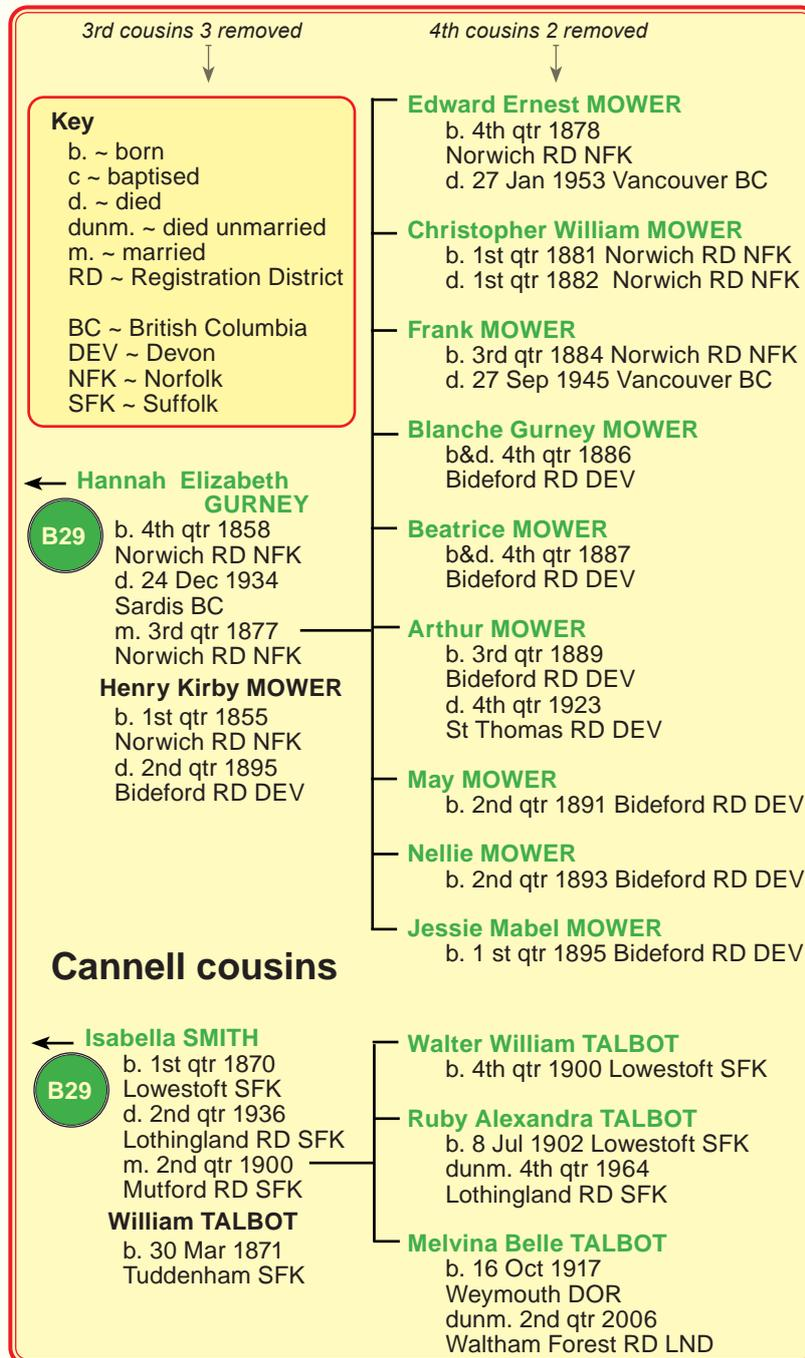 3rd cousins 3 removed
4th cousins 2 removed
Key
b. ~ born
c ~ baptised
d. ~ died
dunm. ~ died unmarried
m. ~ married
RD ~ Registration District
BC ~ British Columbia
DEV ~ Devon
NFK ~ Norfolk
SFK ~ Suffolk
Hannah Elizabeth
GURNEY
B29
b. 4th qtr 1858
Norwich RD NFK
d. 24 Dec 1934
Sardis BC
m. 3rd qtr 1877
Norwich RD NFK
Henry Kirby MOWER
b. 1st qtr 1855
Norwich RD NFK
d. 2nd qtr 1895
Bideford RD DEV
Edward Ernest MOWER
b. 4th qtr 1878
Norwich RD NFK
d. 27 Jan 1953 Vancouver BC
Christopher William MOWER
b. 1st qtr 1881 Norwich RD NFK
d. 1st qtr 1882 Norwich RD NFK
Frank MOWER
b. 3rd qtr 1884 Norwich RD NFK
d. 27 Sep 1945 Vancouver BC
Blanche Gurney MOWER
b&d. 4th qtr 1886
Bideford RD DEV
Beatrice MOWER
b&d. 4th qtr 1887
Bideford RD DEV
Arthur MOWER
b. 3rd qtr 1889
Bideford RD DEV
d. 4th qtr 1923
St Thomas RD DEV
May MOWER
b. 2nd qtr 1891 Bideford RD DEV
Nellie MOWER
b. 2nd qtr 1893 Bideford RD DEV
Jessie Mabel MOWER
b. 1 st qtr 1895 Bideford RD DEV
Cannell cousins
Isabella SMITH
B29
b. 1st qtr 1870
Lowestoft SFK
d. 2nd qtr 1936
Lothingland RD SFK
m. 2nd qtr 1900
Mutford RD SFK
William TALBOT
b. 30 Mar 1871
Tuddenham SFK
Walter William TALBOT
b. 4th qtr 1900 Lowestoft SFK
Ruby Alexandra TALBOT
b. 8 Jul 1902 Lowestoft SFK
dunm. 4th qtr 1964
Lothingland RD SFK
Melvina Belle TALBOT
b. 16 Oct 1917
Weymouth DOR
dunm. 2nd qtr 2006
Waltham Forest RD LND